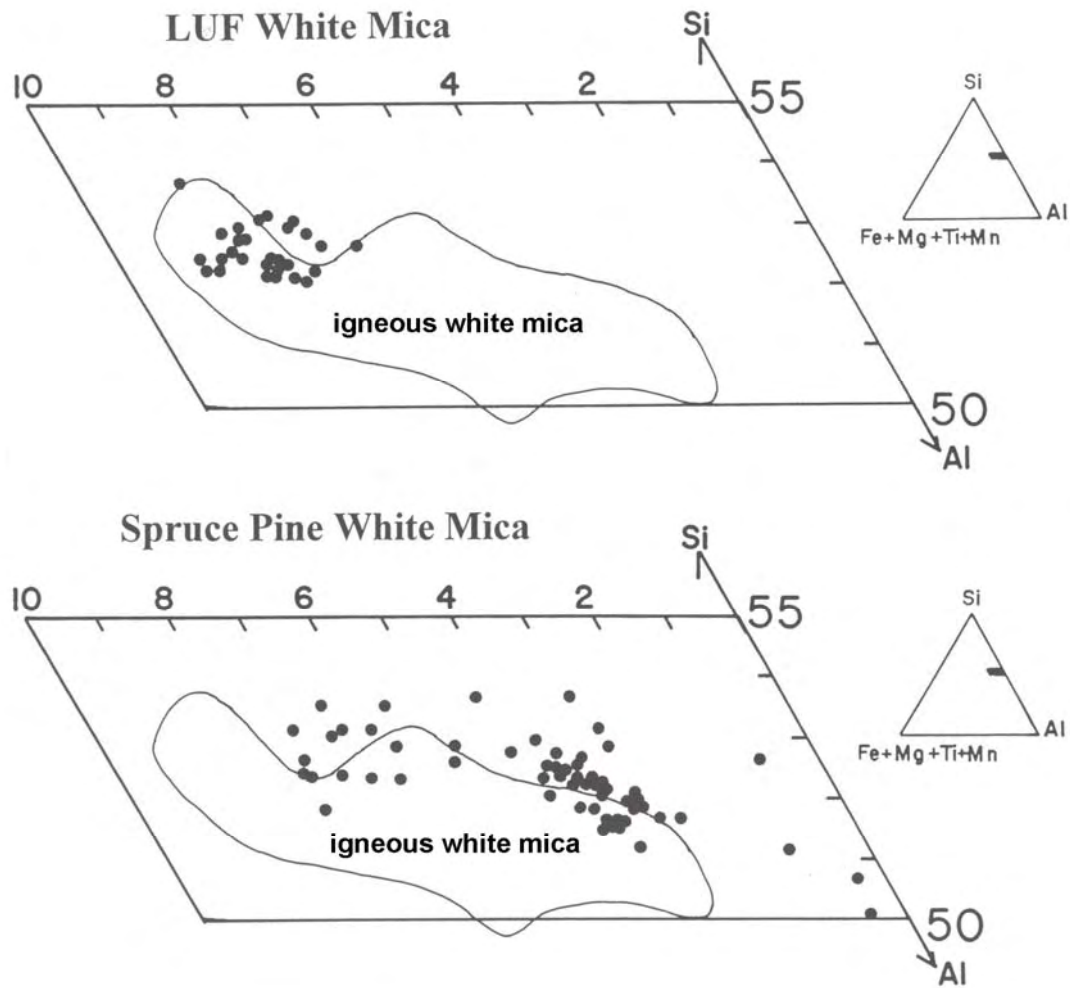 LUF White Mica
Si
10 8 6 4 2
55
Si
Al
Fe+Mg+Ti+Mn
igneous white mica
50
Al
Spruce Pine White Mica
Si
10 8 6 4 2
55
Si
Al
Fe+Mg+Ti+Mn
igneous white mica
50
Al